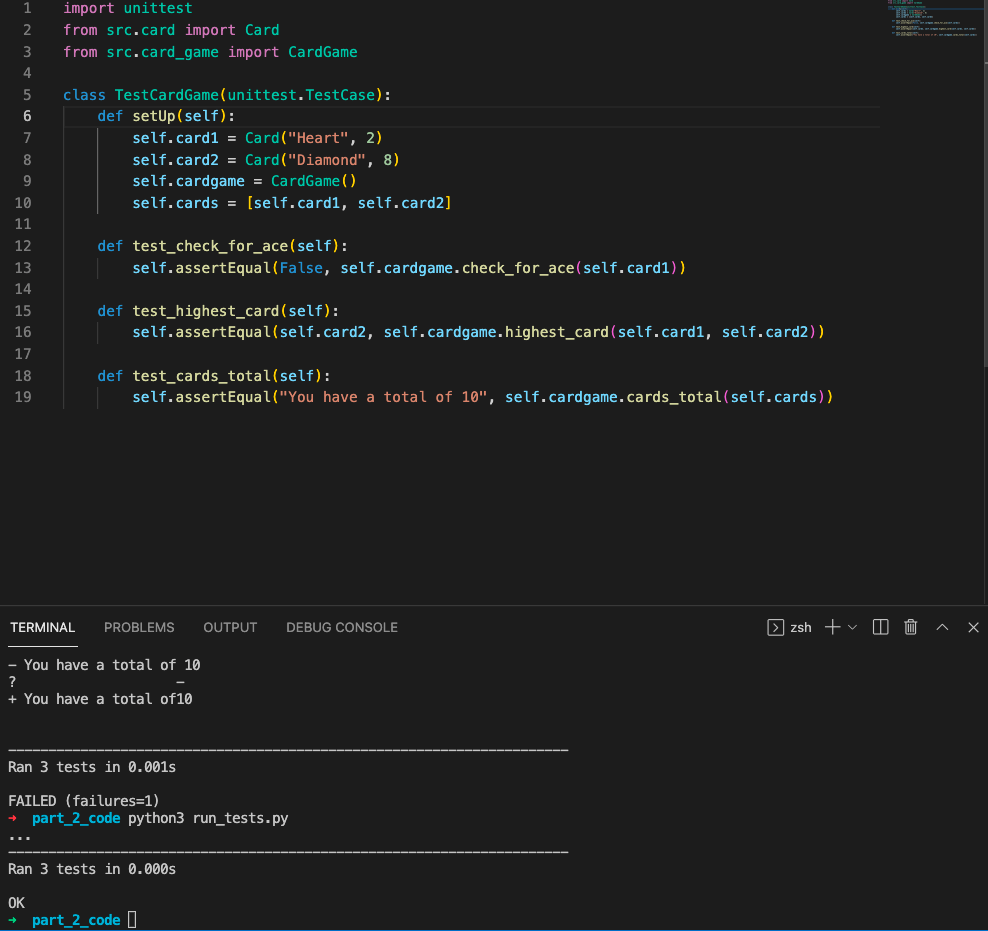 1 import unittest
2 from src.card import Card
3 from src.card_game import CardGame
4
5 class TestCardGame(unittest.TestCase):
6     def setUp(self):
7         self.card1 = Card("Heart", 2)
8         self.card2 = Card("Diamond", 8)
9         self.cardgame = CardGame()
10         self.cards = [self.card1, self.card2]
11
12     def test_check_for_ace(self):
13         self.assertEqual(False, self.cardgame.check_for_ace(self.card1))
14
15     def test_highest_card(self):
16         self.assertEqual(self.card2, self.cardgame.highest_card(self.card1, self.card2))
17
18     def test_cards_total(self):
19         self.assertEqual("You have a total of 10", self.cardgame.cards_total(self.cards))
TERMINAL PROBLEMS OUTPUT DEBUG CONSOLE zsh
- You have a total of 10
?                    -
+ You have a total of10
----------------------------------------------------------------------
Ran 3 tests in 0.001s
FAILED (failures=1)
➜  part_2_code python3 run_tests.py
...
----------------------------------------------------------------------
Ran 3 tests in 0.000s
OK
➜  part_2_code